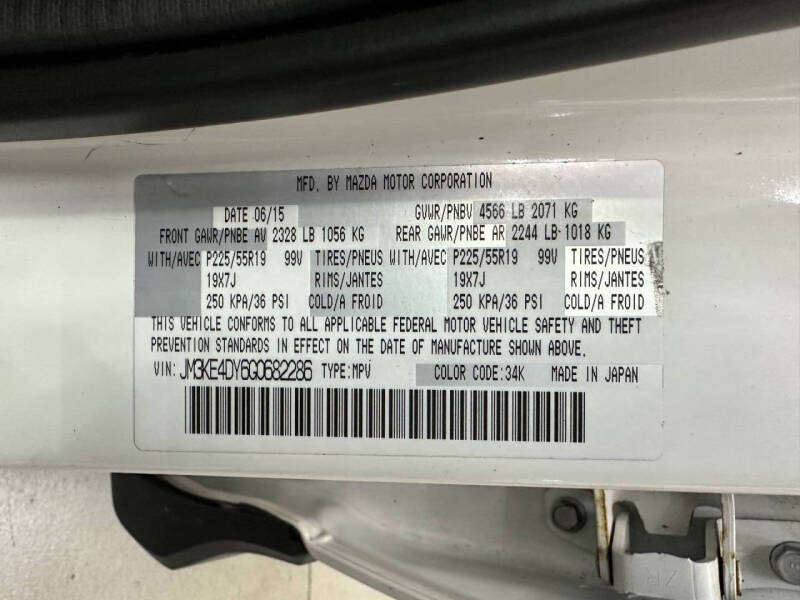 MFD. BY MAZDA MOTOR CORPORATION
DATE 06/15 GVWR/PNBV 4566 LB 2071 KG
FRONT GAWR/PNBE AV 2328 LB 1056 KG REAR GAWR/PNBE AR 2244 LB-1018 KG
WITH/AVEC P225/55R19 99V TIRES/PNEUS WITH/AVEC P225/55R19 99V TIRES/PNEUS
19X7J RIMS/JANTES 19X7J RIMS/JANTES
250 KPA/36 PSI COLD/A FROID 250 KPA/36 PSI COLD/A FROID
THIS VEHICLE CONFORMS TO ALL APPLICABLE FEDERAL MOTOR VEHICLE SAFETY AND THEFT
PREVENTION STANDARDS IN EFFECT ON THE DATE OF MANUFACTURE SHOWN ABOVE.
VIN: JM3KE4DY6G0682286 TYPE:MPV COLOR CODE:34K MADE IN JAPAN
ZR